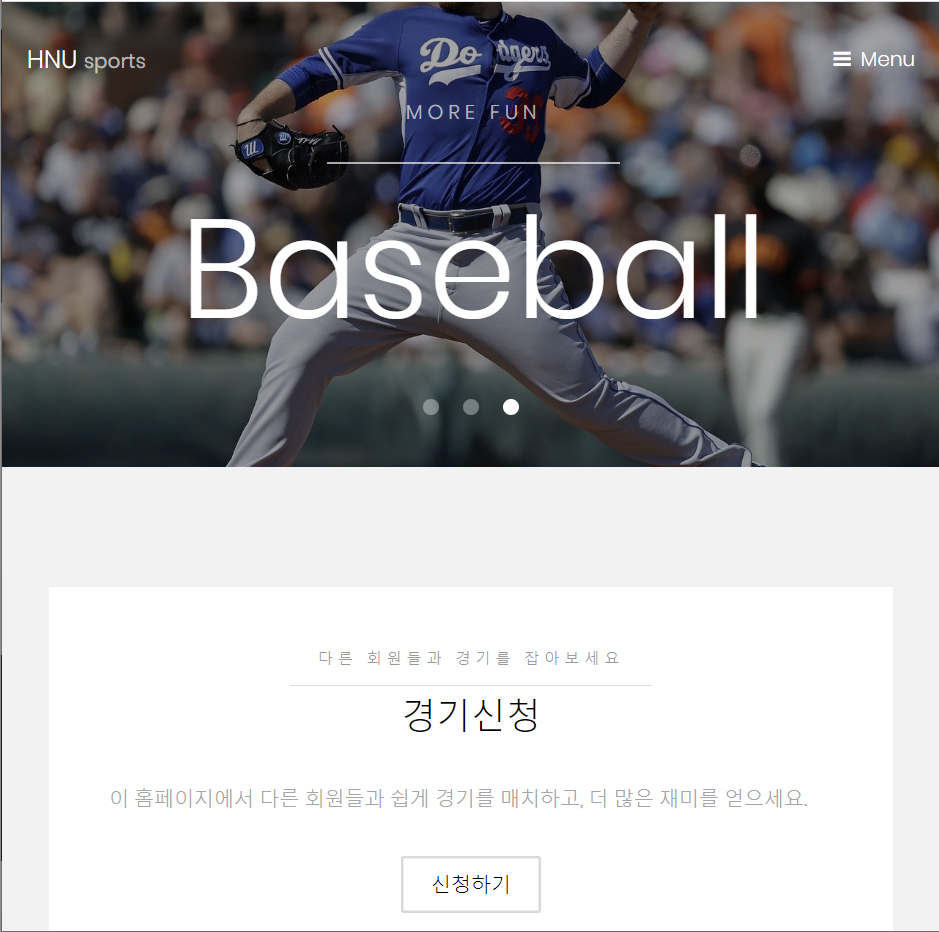 HNU sports
Menu
Dodgers
MORE FUN
Baseball
다른 회원들과 경기를 잡아보세요
경기신청
이 홈페이지에서 다른 회원들과 쉽게 경기를 매치하고, 더 많은 재미를 얻으세요.
신청하기